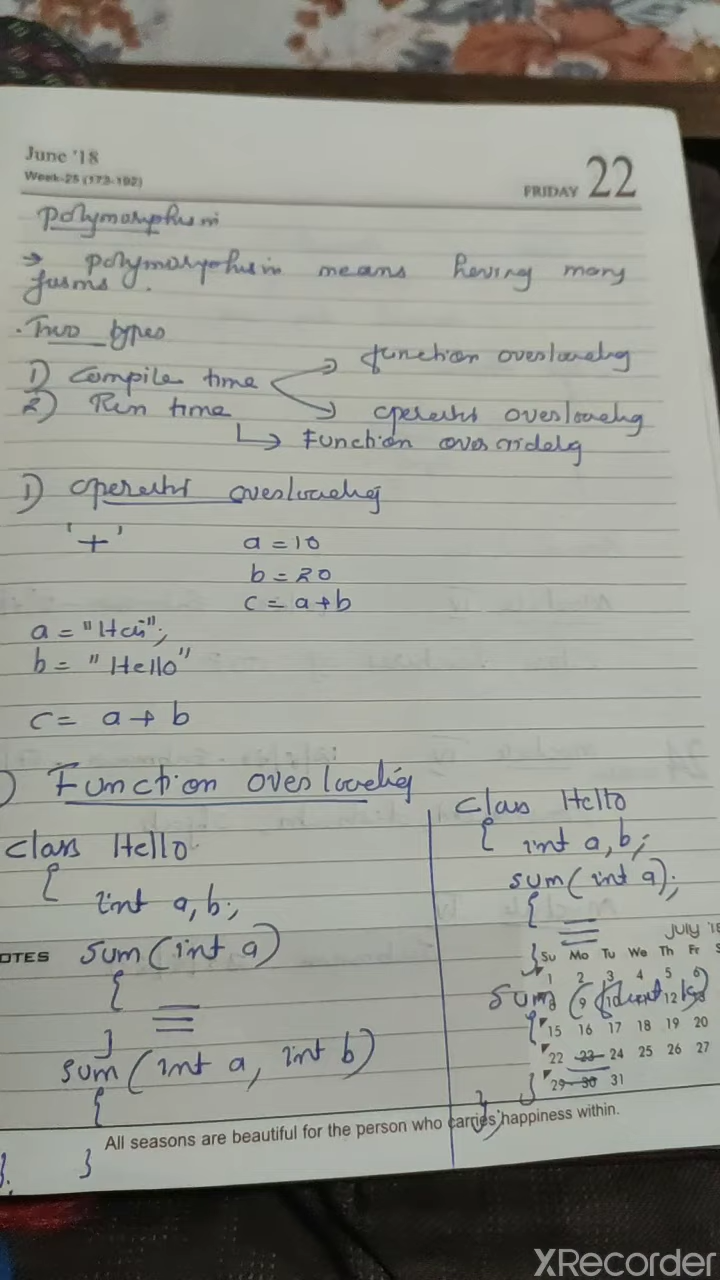 June '18
Week-25 (173-192)
FRIDAY 22
polymorphism
→ polymorphism means having many
forms.
. Two types
1) Compile time → function overloading
→ operator overloading
2) Run time
↳ Function overriding
1) operator overloading
'+' a = 10
b = 20
c = a+b
a = "Hai";
b = "Hello"
c = a + b
) Function overloading
class Hello
{
int a, b;
OTES sum(int a)
{
}
sum (int a, int b)
{
}
}.
class Hello
{ int a, b;
sum(int a);
{
}
sum (float b)
{
}
};
July '18
Su Mo Tu We Th Fr S
1 2 3 4 5 6
9 12
15 16 17 18 19 20
22 23 24 25 26 27
29 30 31
All seasons are beautiful for the person who carries happiness within.
XRecorder